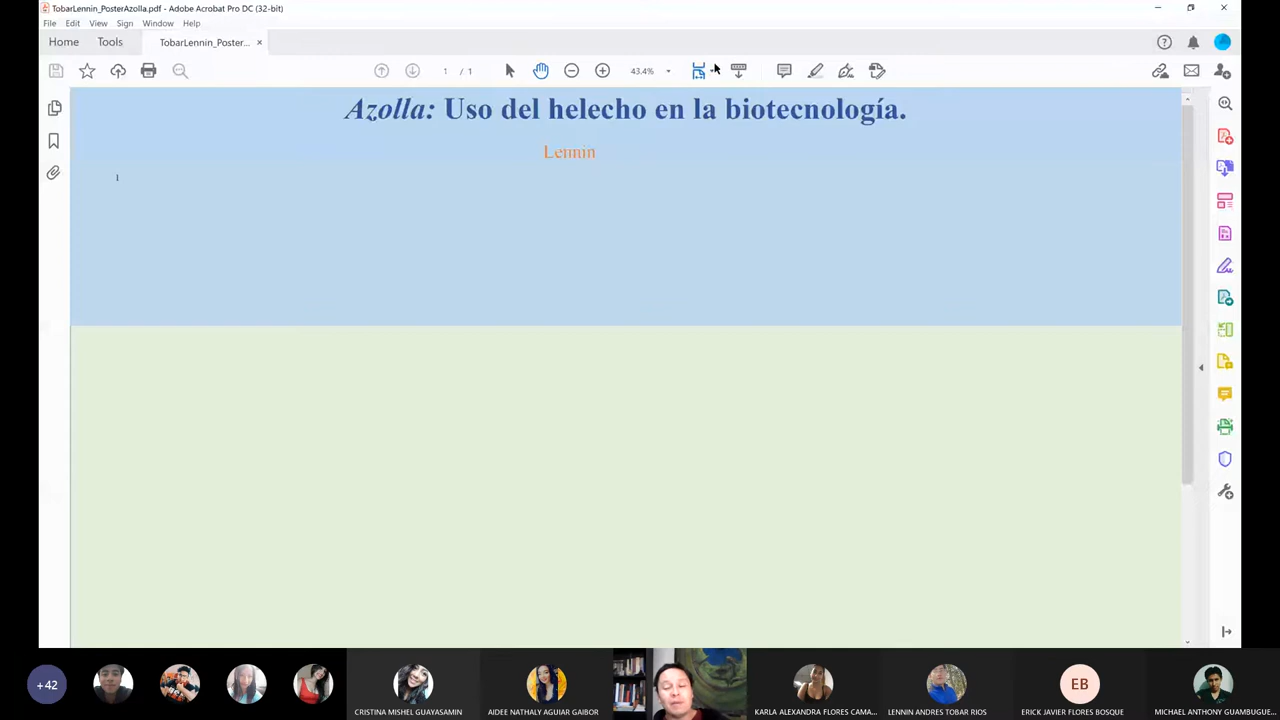 TobarLennin_PosterAzolla.pdf - Adobe Acrobat Pro DC (32-bit)
File Edit View Sign Window Help
Home Tools TobarLennin_Poster... ×
1 / 1 43.4%
Azolla: Uso del helecho en la biotecnología.
Lennin
1
+42
CRISTINA MISHEL GUAYASAMIN
AIDEE NATHALY AGUIAR GAIBOR
KARLA ALEXANDRA FLORES CAMA...
LENNIN ANDRES TOBAR RIOS
EB
ERICK JAVIER FLORES BOSQUE
MICHAEL ANTHONY GUAMBUGUE...